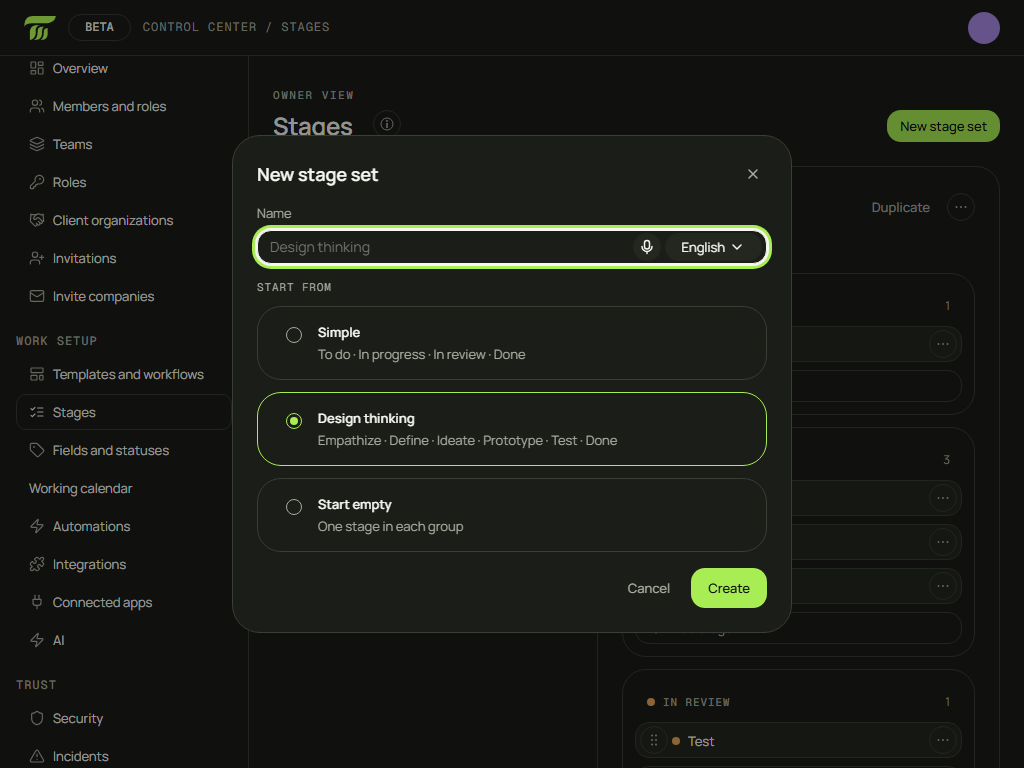 BETA
CONTROL CENTER / STAGES
Overview
Members and roles
Teams
Roles
Client organizations
Invitations
Invite companies
WORK SETUP
Templates and workflows
Stages
Fields and statuses
Working calendar
Automations
Integrations
Connected apps
AI
TRUST
Security
Incidents
OWNER VIEW
Stages
New stage set
Duplicate
1
3
IN REVIEW
1
Test
New stage set
Name
Design thinking
English
START FROM
Simple
To do · In progress · In review · Done
Design thinking
Empathize · Define · Ideate · Prototype · Test · Done
Start empty
One stage in each group
Cancel
Create